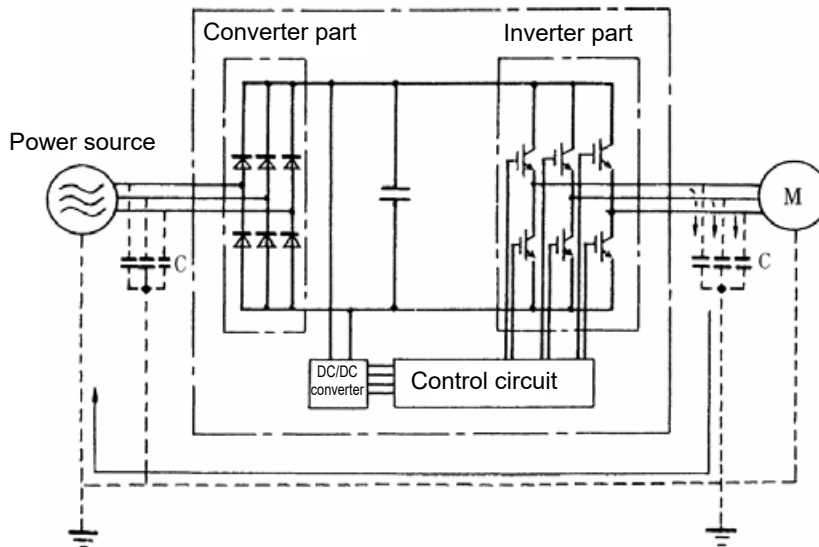 Converter part
Inverter part
Power source
M
C
C
DC/DC
converter
Control circuit